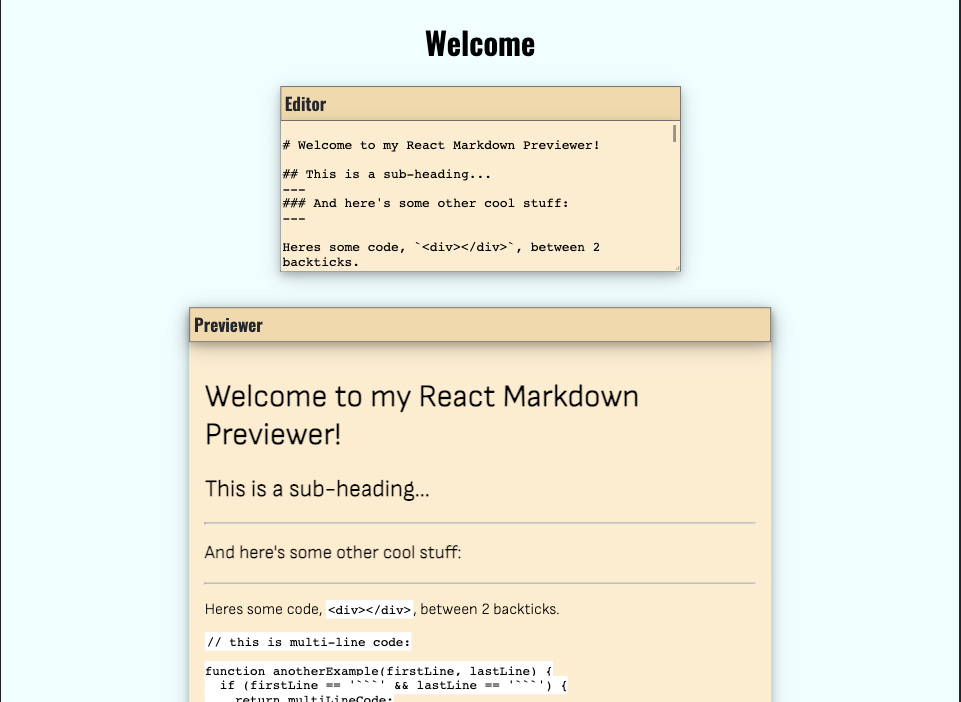 Welcome
Editor
# Welcome to my React Markdown Previewer!
## This is a sub-heading...
---
### And here's some other cool stuff:
---
Heres some code, `<div></div>`, between 2
backticks.
Previewer
Welcome to my React Markdown
Previewer!
This is a sub-heading...
And here's some other cool stuff:
Heres some code, <div></div>, between 2 backticks.
// this is multi-line code:
function anotherExample(firstLine, lastLine) {
  if (firstLine == '```' && lastLine == '```') {
    return multiLineCode;